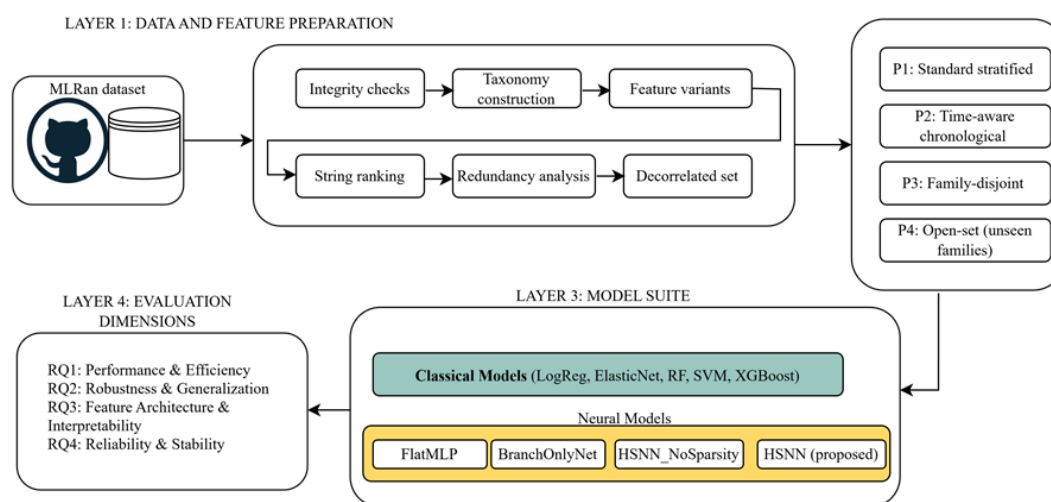 LAYER 1: DATA AND FEATURE PREPARATION
MLRan dataset
Integrity checks
Taxonomy
construction
Feature variants
String ranking
Redundancy analysis
Decorrelated set
P1: Standard stratified
P2: Time-aware
chronological
P3: Family-disjoint
P4: Open-set (unseen
families)
LAYER 3: MODEL SUITE
Classical Models (LogReg, ElasticNet, RF, SVM, XGBoost)
Neural Models
FlatMLP
BranchOnlyNet
HSNN_NoSparsity
HSNN (proposed)
LAYER 4: EVALUATION
DIMENSIONS
RQ1: Performance & Efficiency
RQ2: Robustness & Generalization
RQ3: Feature Architecture &
Interpretability
RQ4: Reliability & Stability